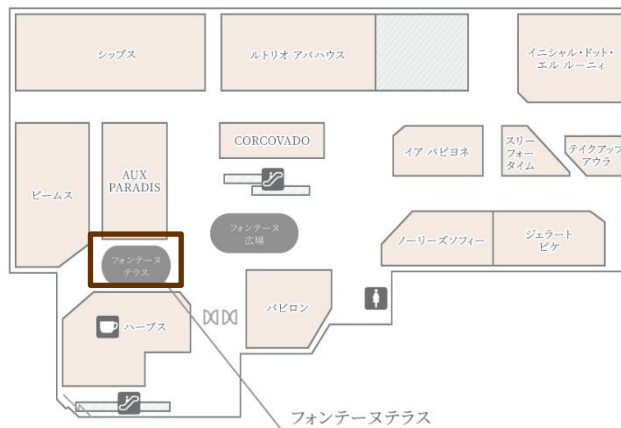 シップス
ルトリオ アバハウス
イニシャル・ドット・
エル ルーニィ
ビームス
AUX
PARADIS
CORCOVADO
イア パピヨネ
スリー
フォー
タイム
テイクアップ
アウラ
フォンテーヌ
テラス
フォンテーヌ
広場
ノーリーズソフィー
ジェラート
ピケ
ハーブス
パピロン
フォンテーヌテラス